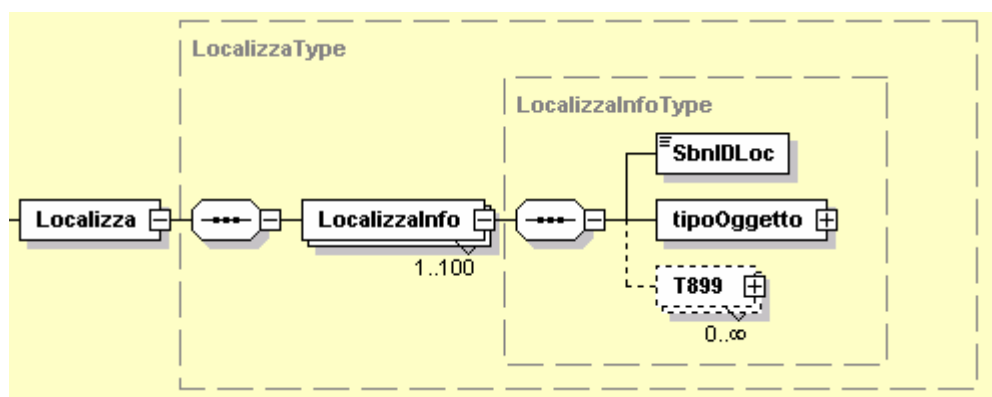 LocalizzaType
LocalizzaInfoType
SbnIDLoc
Localizza
LocalizzaInfo
tipoOggetto
1..100
T899
0..∞